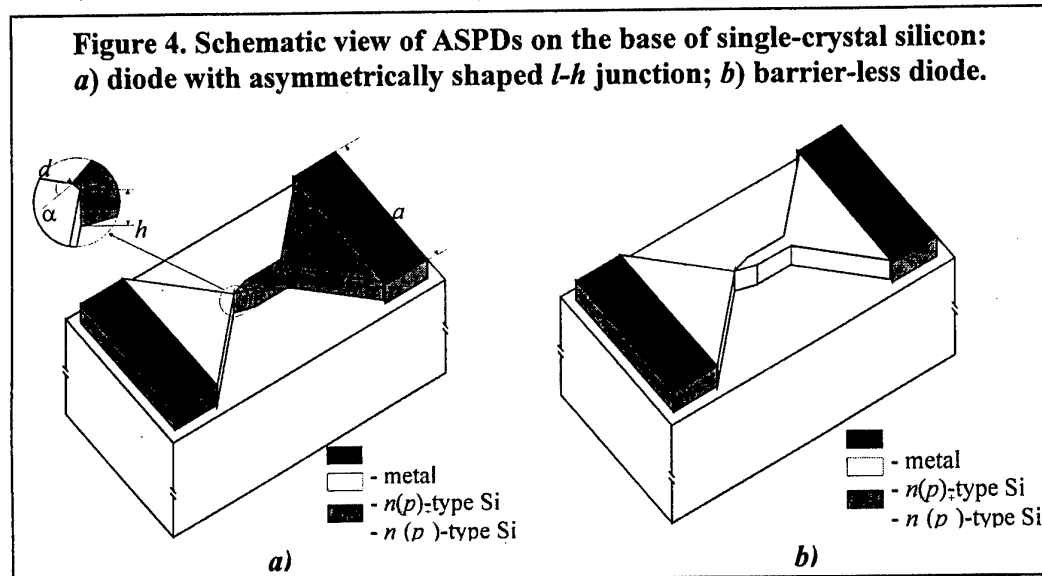 Figure 4. Schematic view of ASPDs on the base of single-crystal silicon:
a) diode with asymmetrically shaped l-h junction; b) barrier-less diode.
d
α
h
a
- metal
- n(p)-type Si
- n (p )-type Si
a)
- metal
- n(p)-type Si
- n (p )-type Si
b)